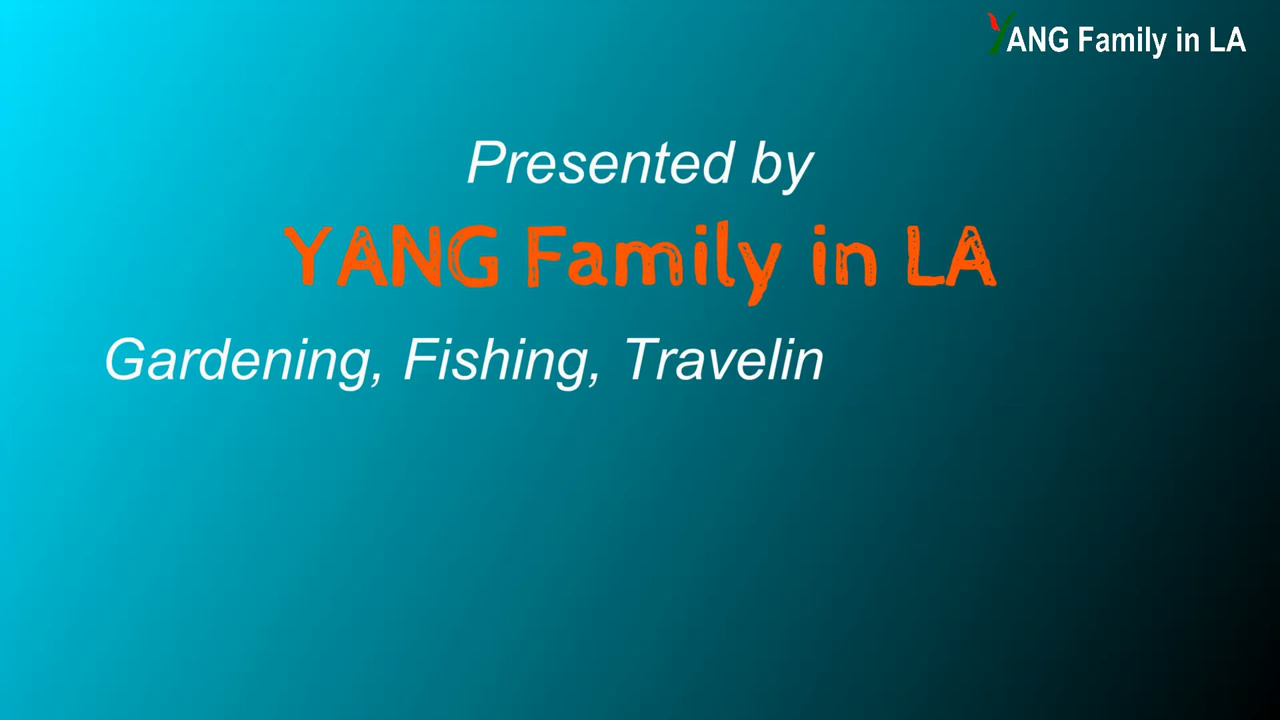 YANG Family in LA
Presented by
YANG Family in LA
Gardening, Fishing, Travelin